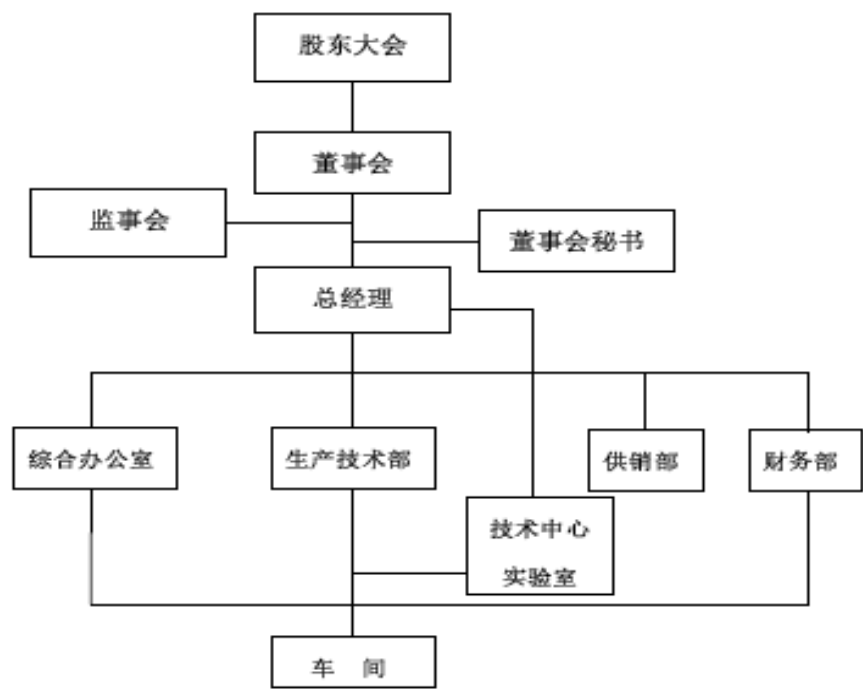 股东大会
董事会
监事会
董事会秘书
总经理
综合办公室
生产技术部
供销部
财务部
技术中心
实验室
车 间